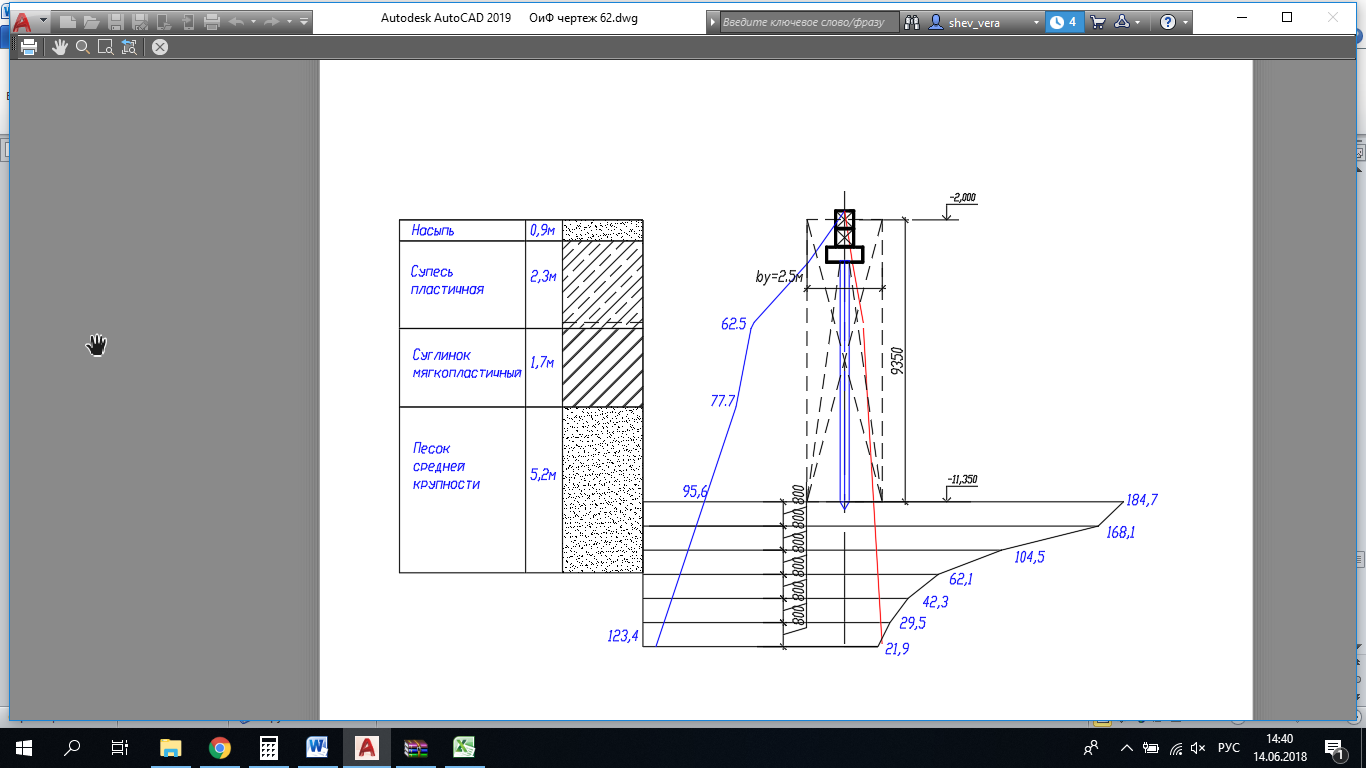 Autodesk AutoCAD 2019 ОиФ чертеж 62.dwg
Введите ключевое слово/фразу
shev_vera
4
-2,000
Насыпь 0,9м
Супесь пластичная 2,3м
by=2.5м
62.5
Суглинок мягкопластичный 1,7м
9350
77.7
Песок средней крупности 5,2м
-11,350
95,6
184,7
800
800
800
800
800
800
168,1
104,5
62,1
42,3
29,5
123,4
21,9
РУС
14:40
14.06.2018
1